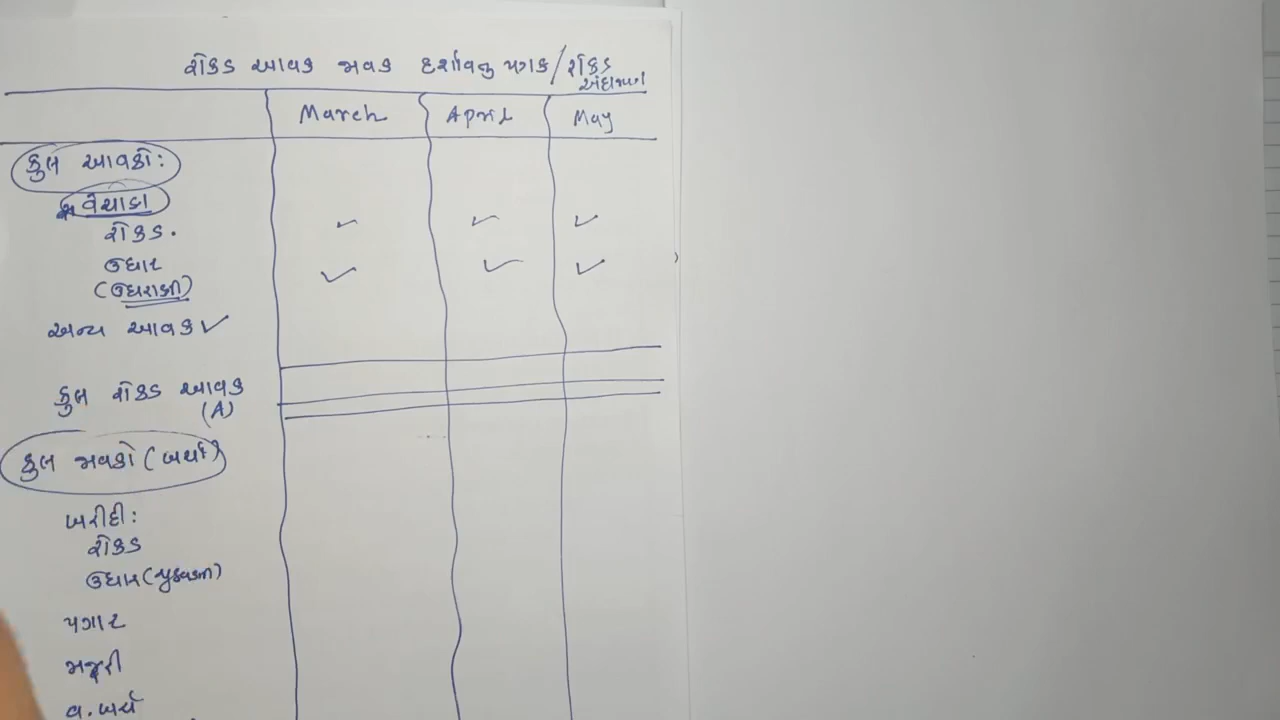 રોકડ આવક જાવક દર્શાવતુ પત્રક/રોકડ
અંદાજપત્ર
March April May
કુલ આવકો:
વેચાણ
રોકડ.
ઉધાર
(ઉઘરાણી)
અન્ય આવક ✓
કુલ રોકડ આવક
(A)
કુલ જાવકો (ખર્ચ)
ખરીદી:
રોકડ
ઉધાર (ચુકવણી)
પગાર
મજૂરી
વ. ખર્ચ